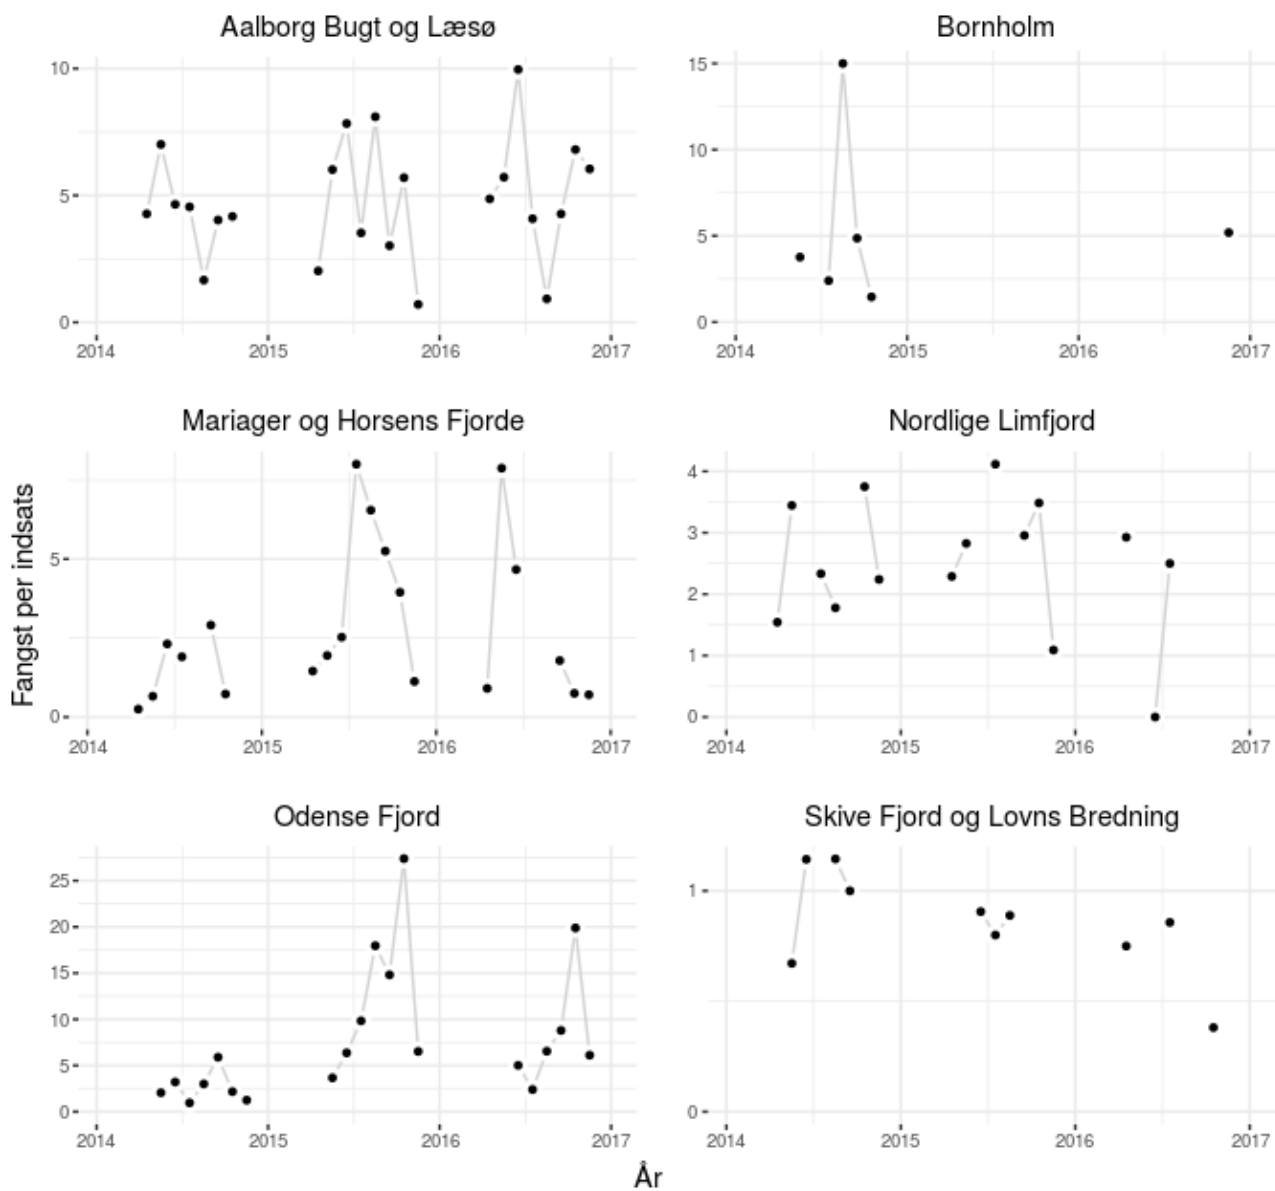 Aalborg Bugt og Læsø
10
5
0
2014 2015 2016 2017
Bornholm
15
10
5
0
2014 2015 2016 2017
Mariager og Horsens Fjorde
5
0
2014 2015 2016 2017
Nordlige Limfjord
4
3
2
1
0
2014 2015 2016 2017
Odense Fjord
25
20
15
10
5
0
2014 2015 2016 2017
Skive Fjord og Lovns Bredning
1
0
2014 2015 2016 2017
Fangst per indsats
År